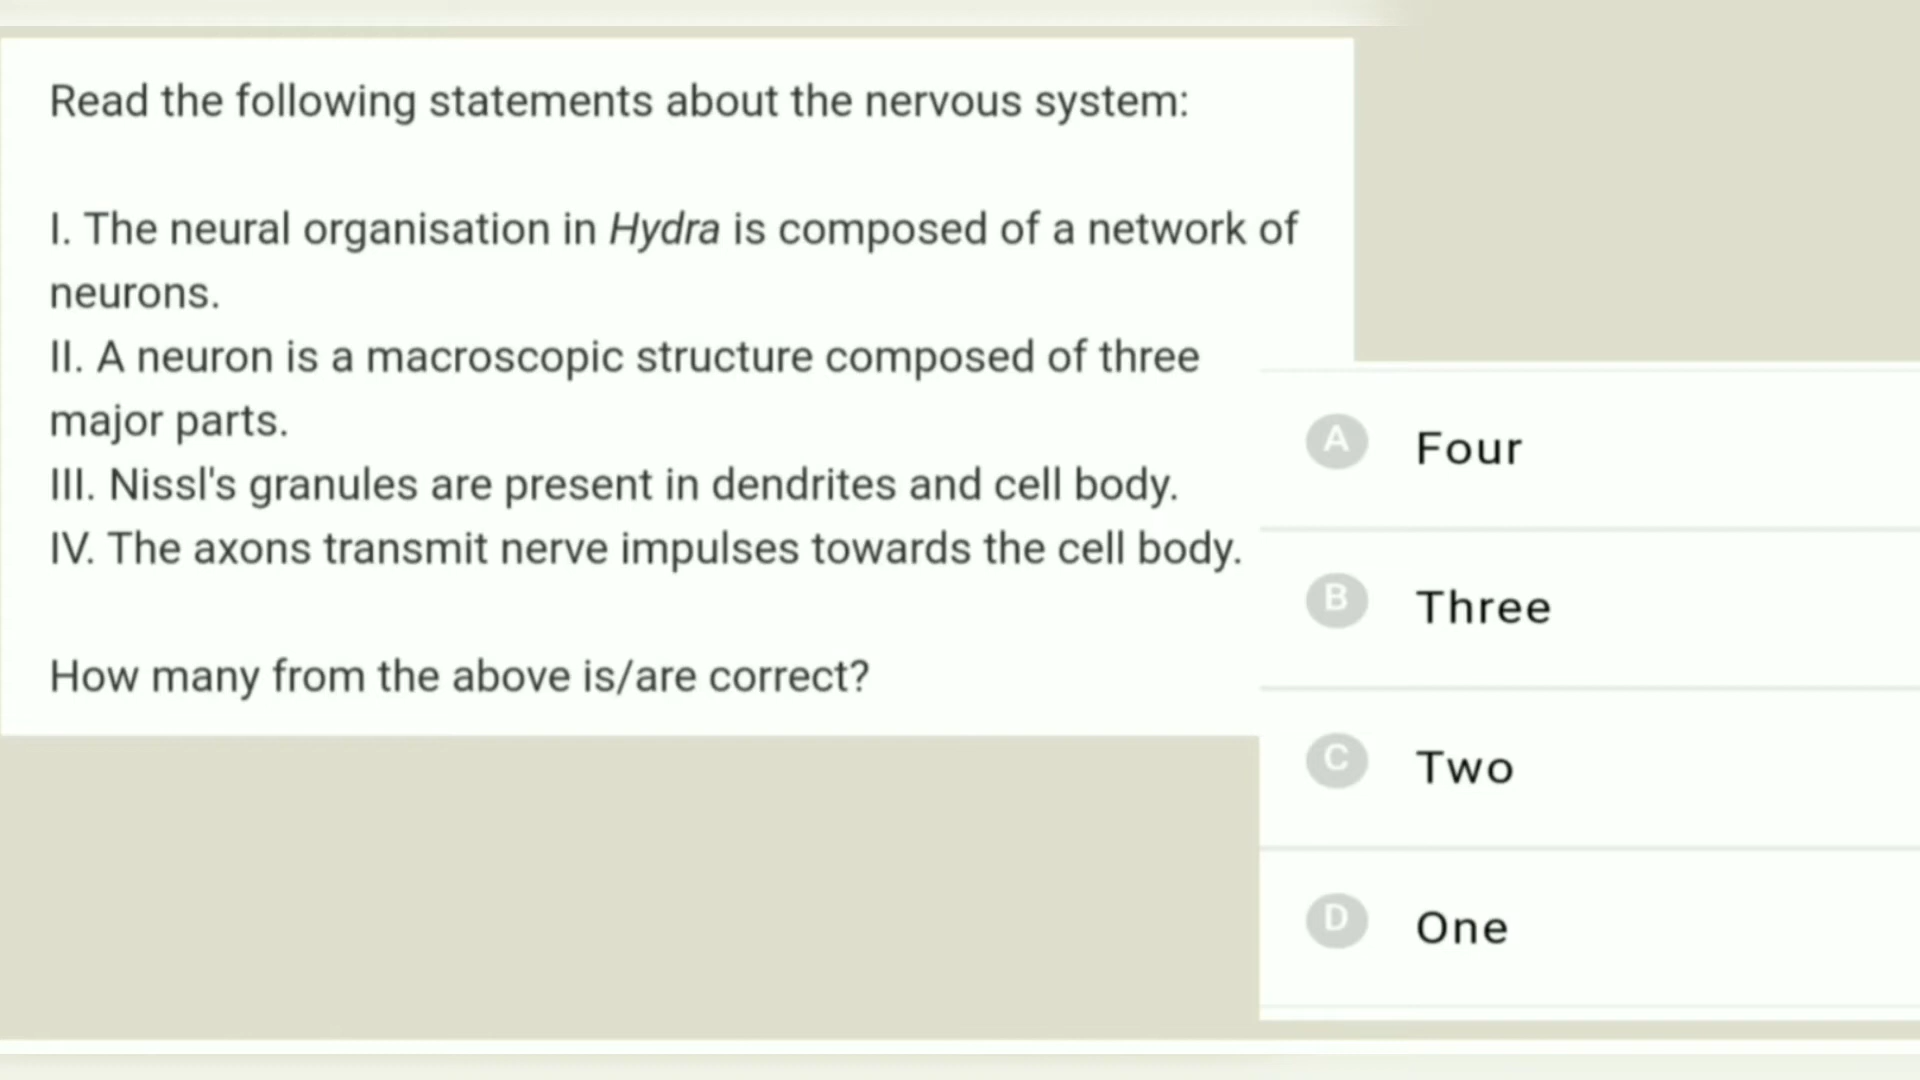 Read the following statements about the nervous system:
I. The neural organisation in Hydra is composed of a network of
neurons.
II. A neuron is a macroscopic structure composed of three
major parts.
III. Nissl's granules are present in dendrites and cell body.
IV. The axons transmit nerve impulses towards the cell body.
How many from the above is/are correct?
A Four
B Three
C Two
D One